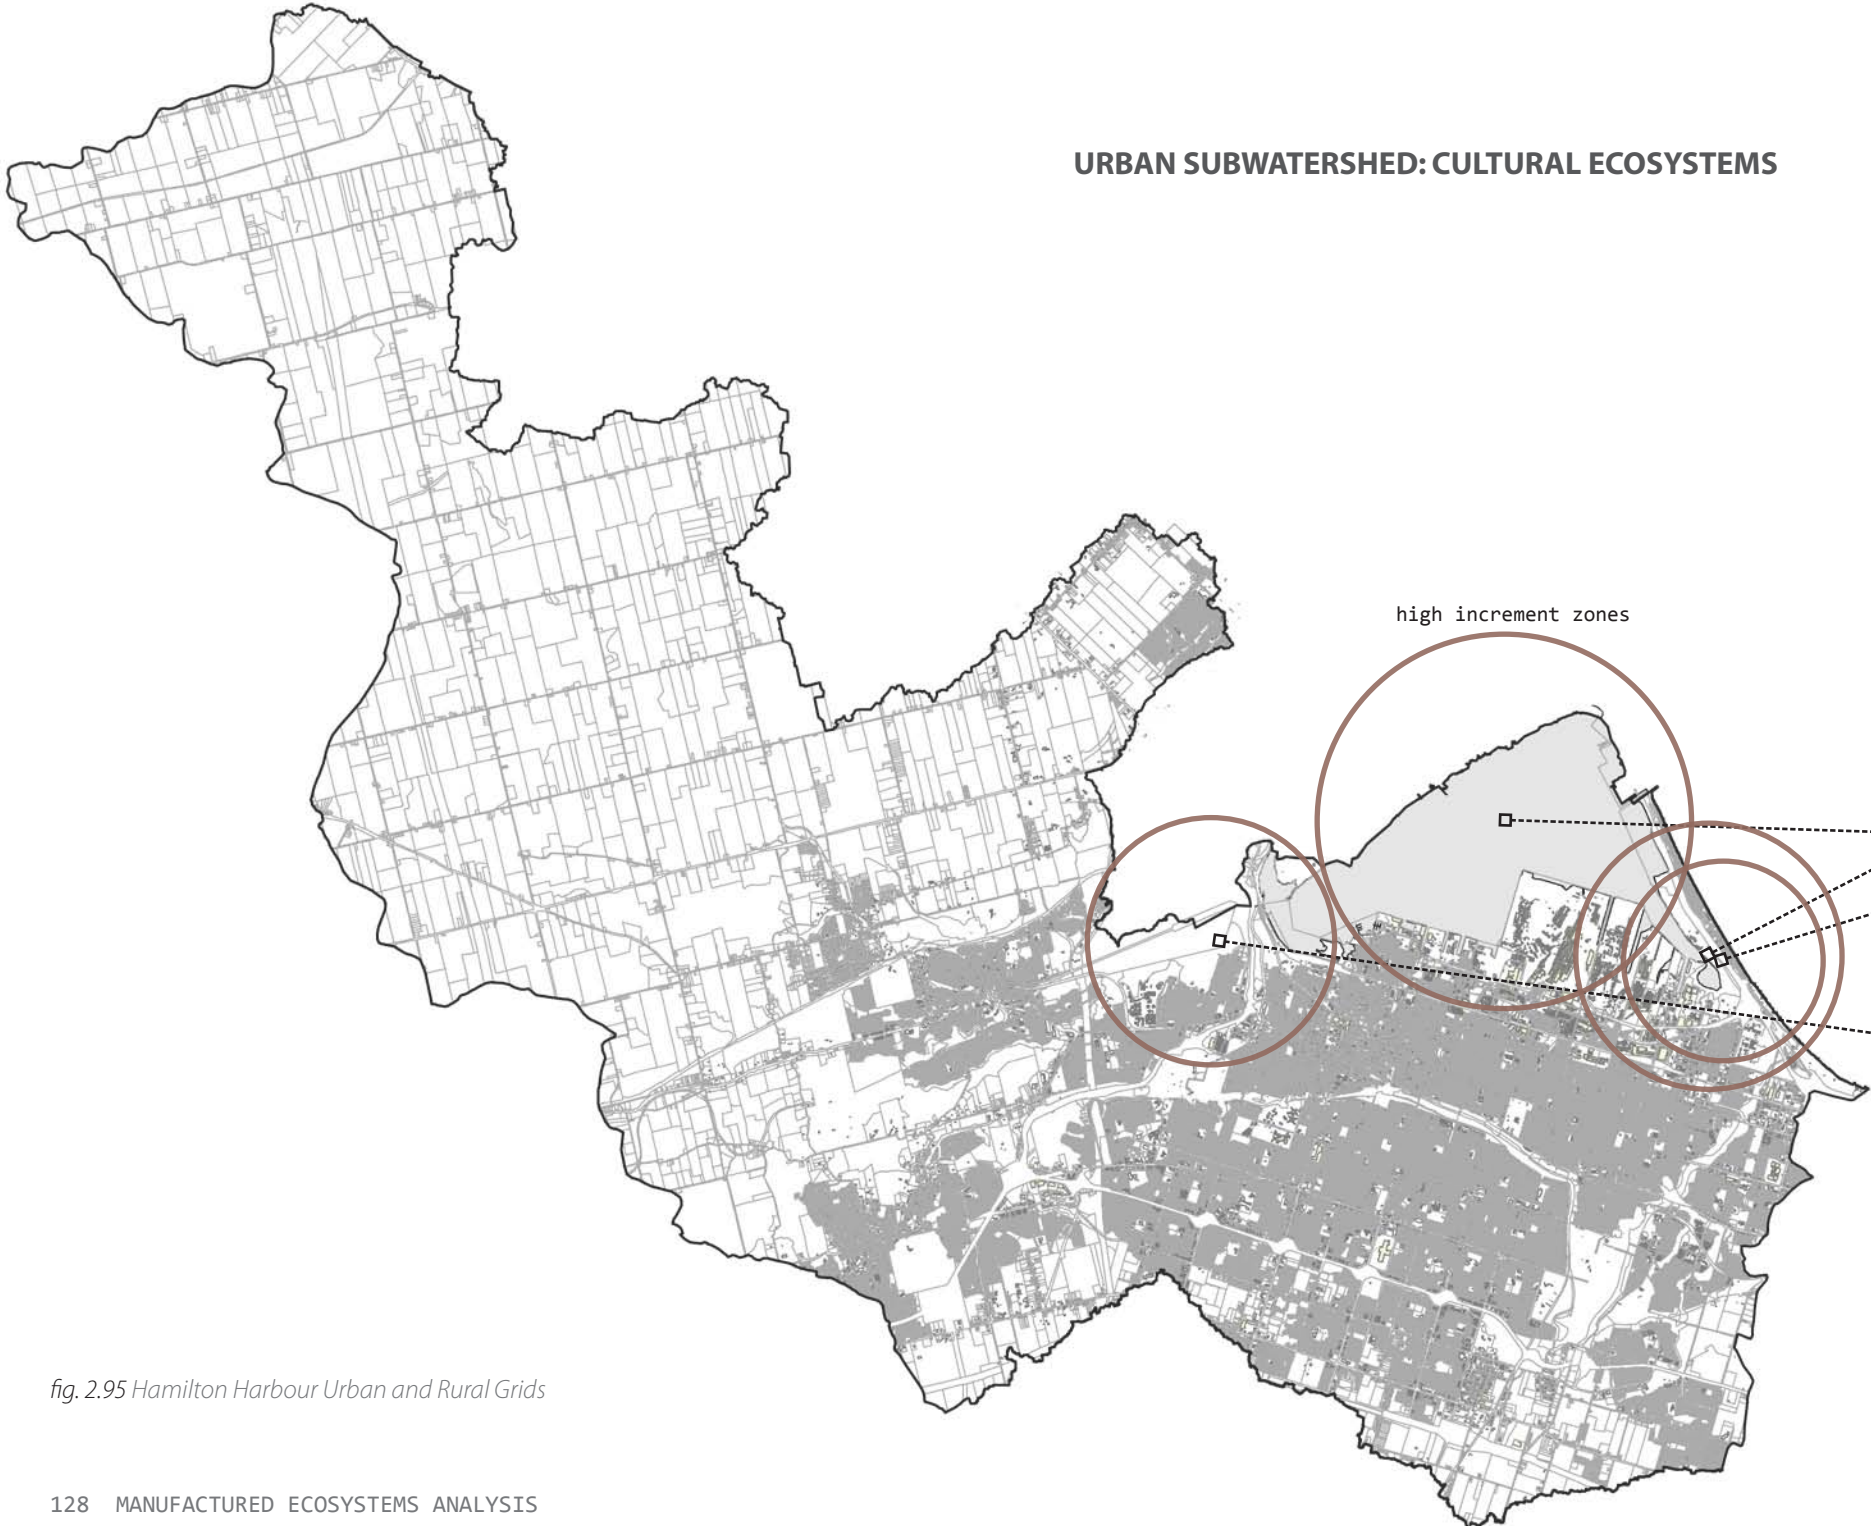 URBAN SUBWATERSHED: CULTURAL ECOSYSTEMS
high increment zones
fig. 2.95 Hamilton Harbour Urban and Rural Grids
128 MANUFACTURED ECOSYSTEMS ANALYSIS